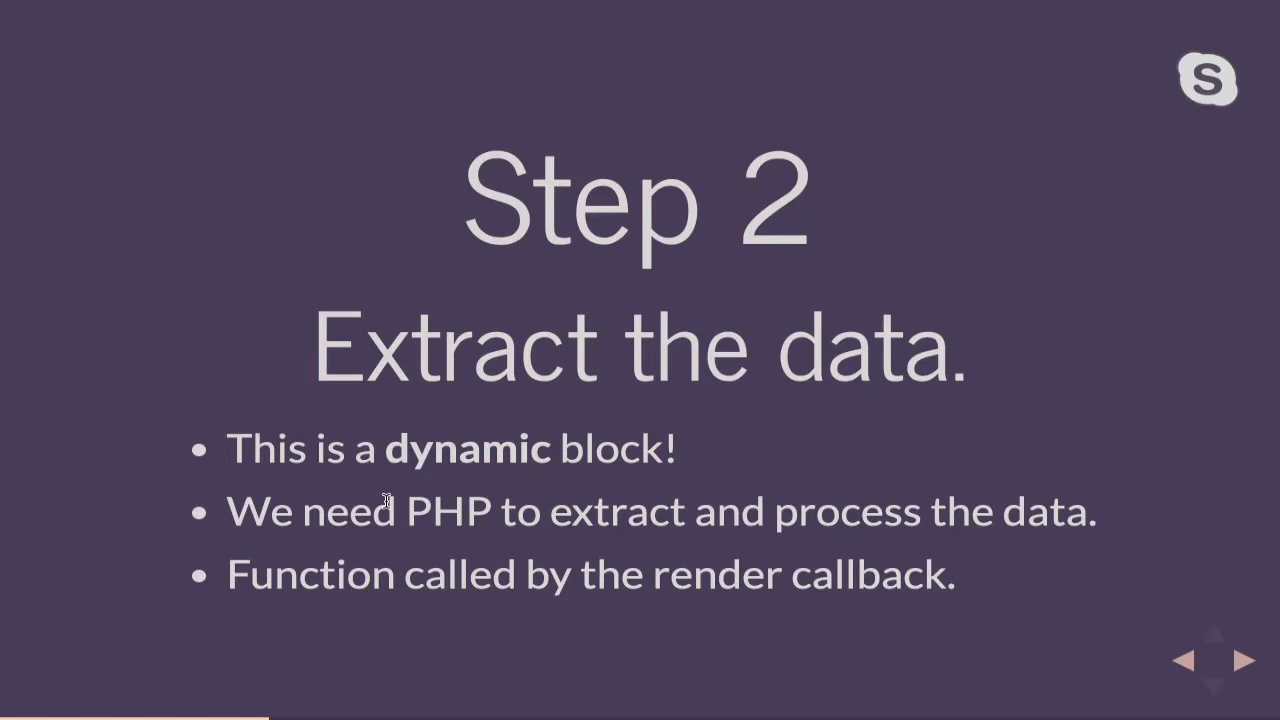 S
Step 2
Extract the data.
• This is a dynamic block!
• We need PHP to extract and process the data.
• Function called by the render callback.